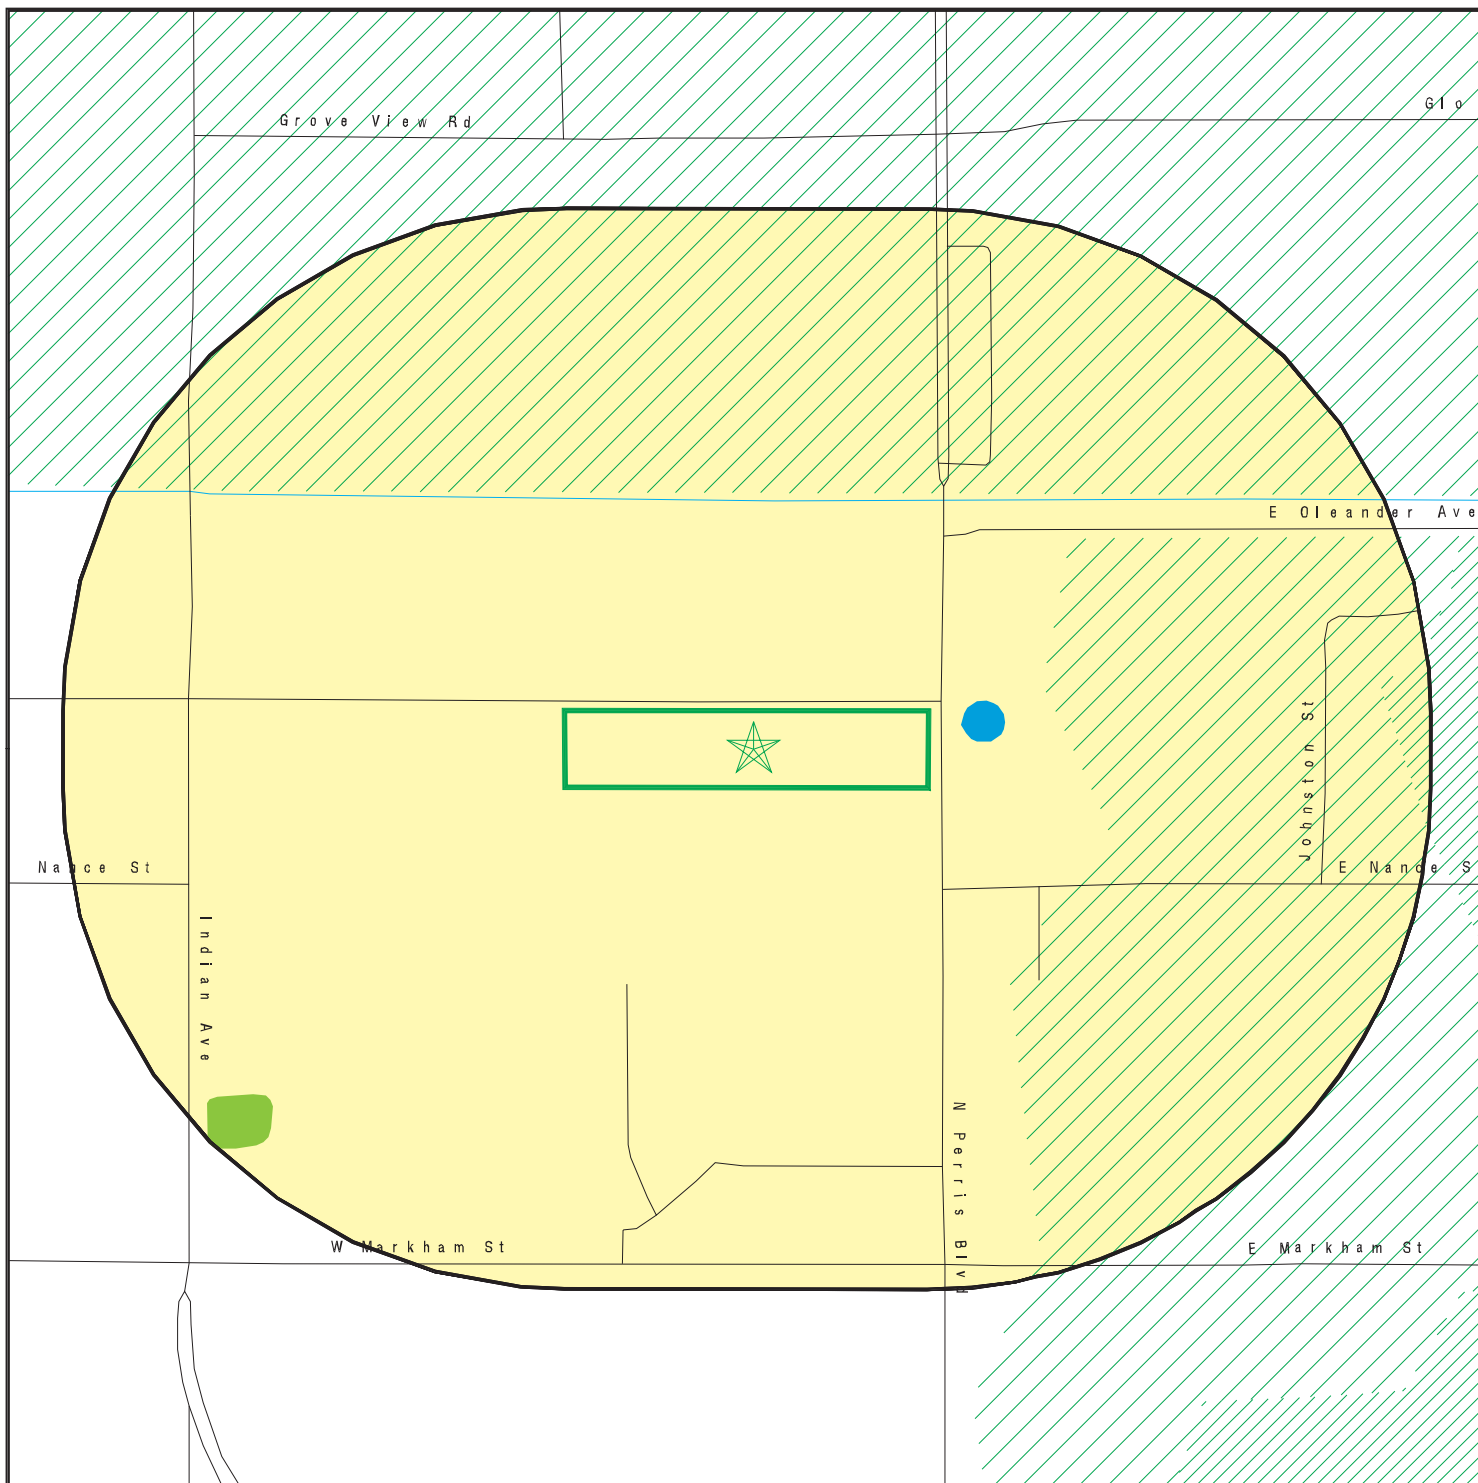 Glo
Grove View Rd
E Oleander Ave
Johnston St
Nance St
E Nance S
Indian Ave
N Perris Blvd
W Markham St
E Markham St